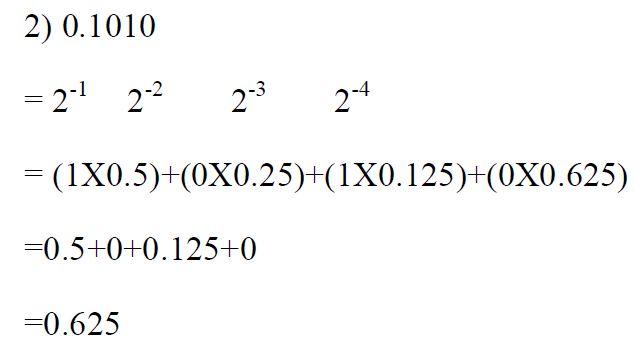 2) 0.1010
= 2⁻¹ 2⁻² 2⁻³ 2⁻⁴
= (1X0.5)+(0X0.25)+(1X0.125)+(0X0.625)
=0.5+0+0.125+0
=0.625